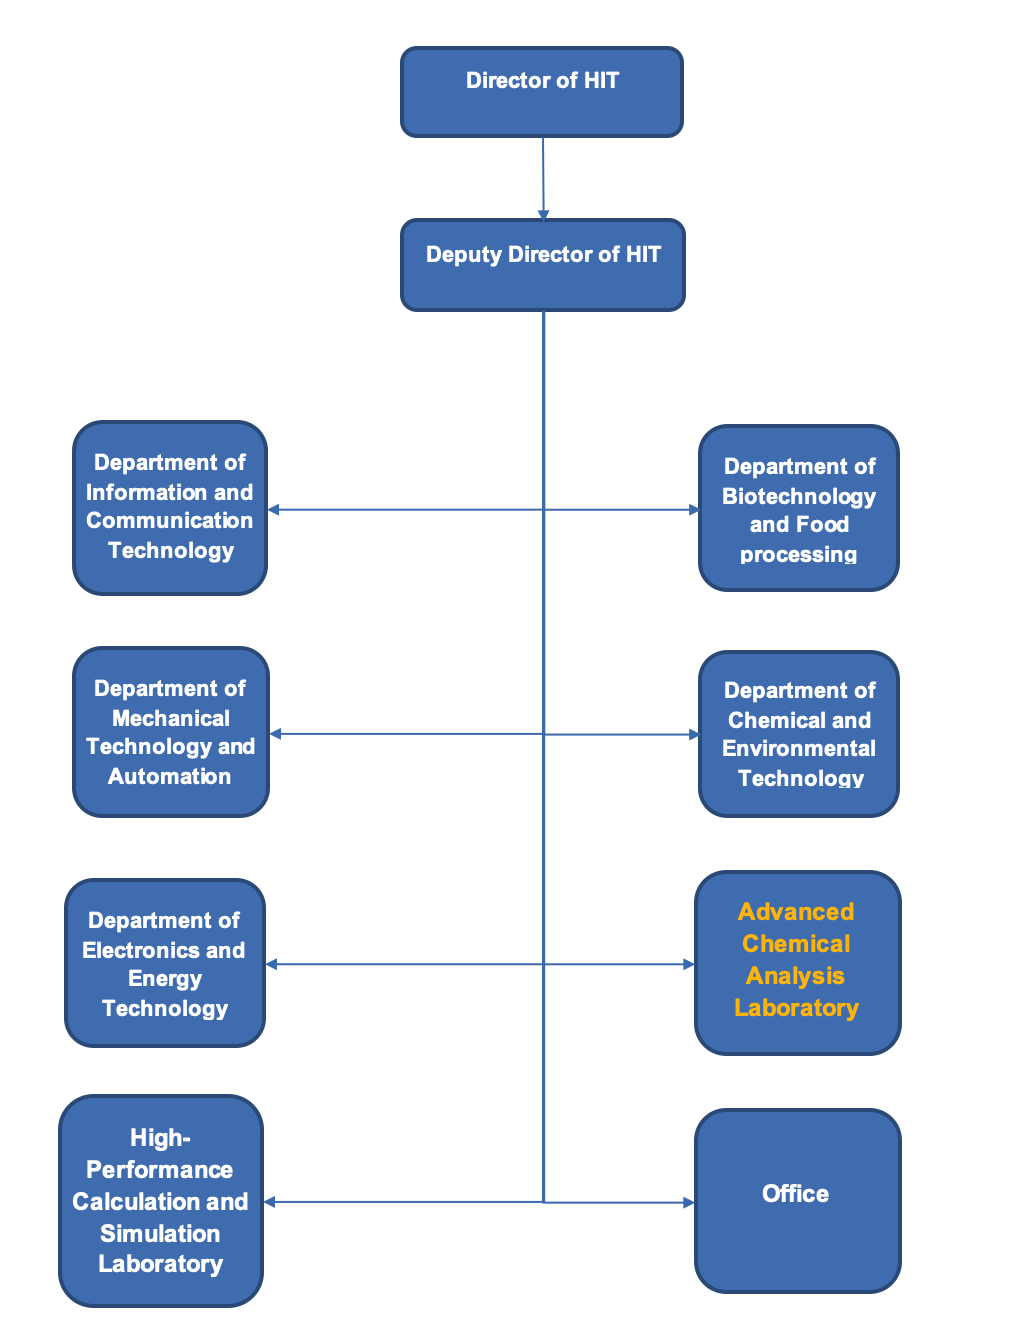 Director of HIT
Deputy Director of HIT
Department of
Information and
Communication
Technology
Department of
Biotechnology
and Food
processing
Department of
Mechanical
Technology and
Automation
Department of
Chemical and
Environmental
Technology
Department of
Electronics and
Energy
Technology
Advanced
Chemical
Analysis
Laboratory
High-
Performance
Calculation and
Simulation
Laboratory
Office